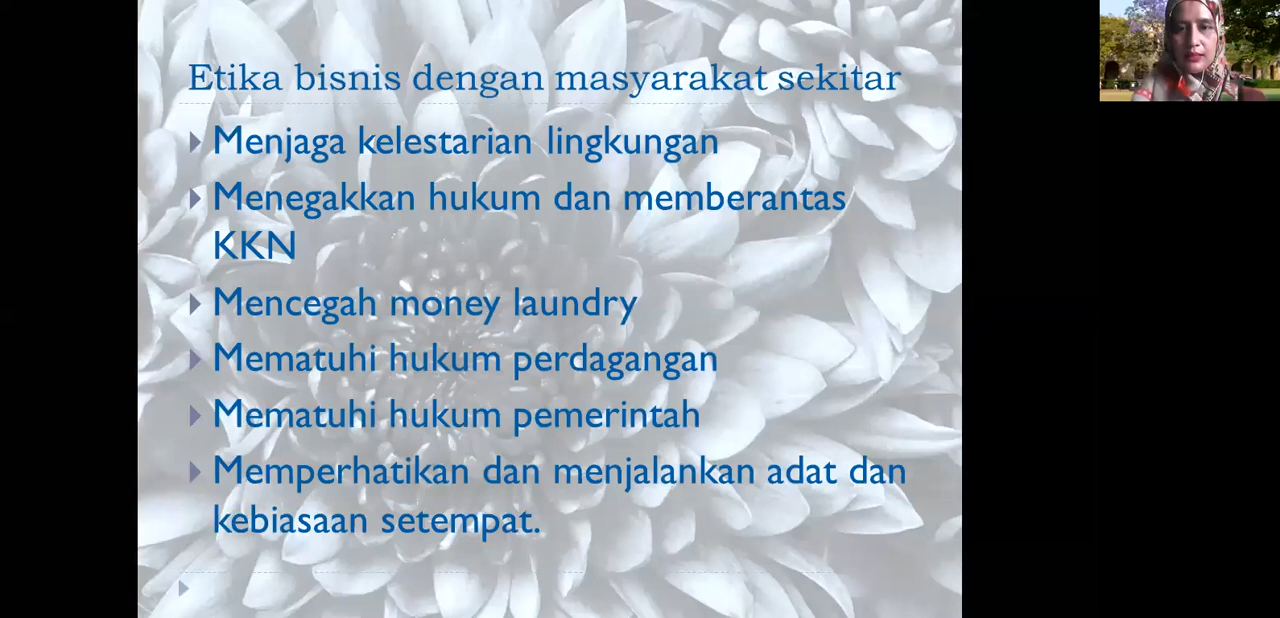 Etika bisnis dengan masyarakat sekitar
Menjaga kelestarian lingkungan
Menegakkan hukum dan memberantas
KKN
Mencegah money laundry
Mematuhi hukum perdagangan
Mematuhi hukum pemerintah
Memperhatikan dan menjalankan adat dan
kebiasaan setempat.